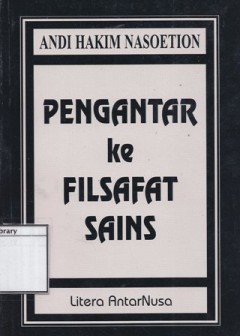 ANDI HAKIM NASOETION
PENGANTAR
ke
FILSAFAT
SAINS
Litera AntarNusa